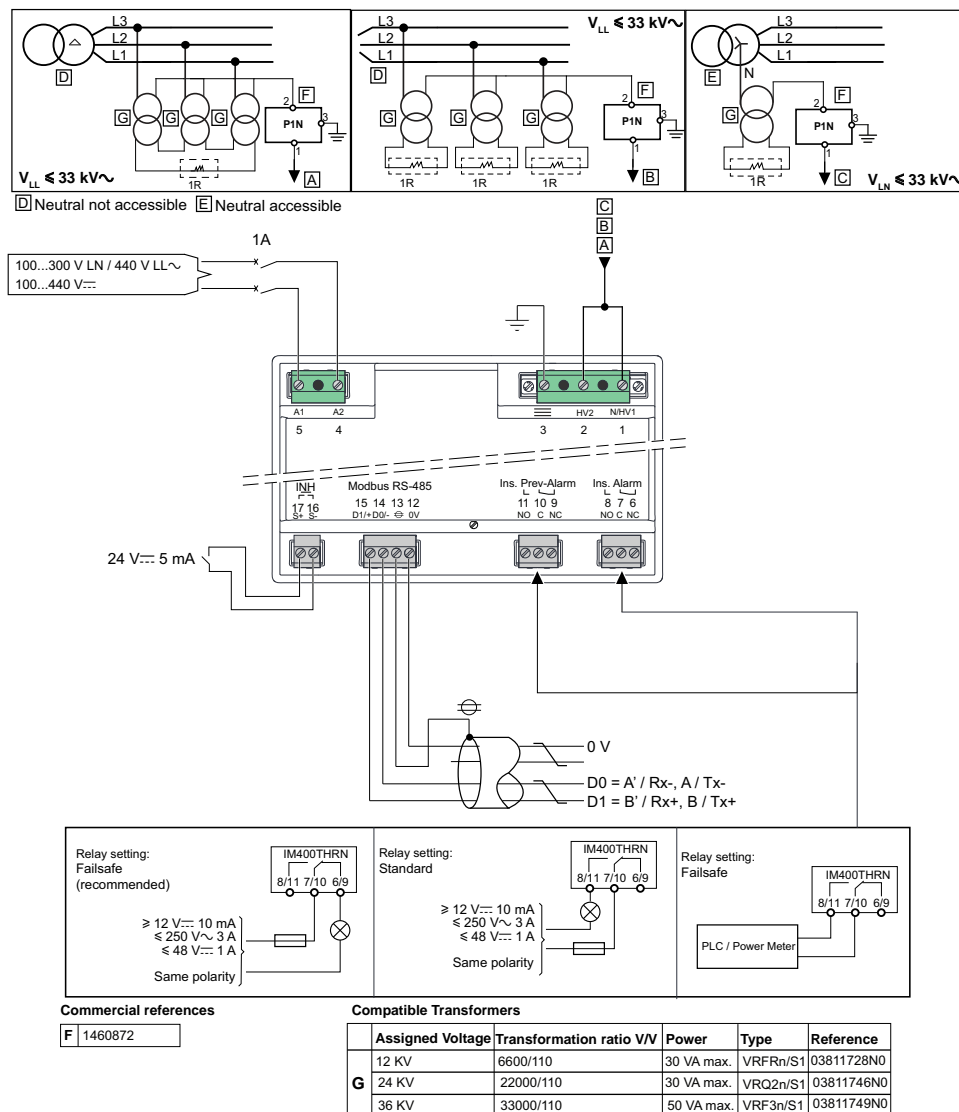 L3
L2
L1
D
G
G
G
F
2
3
P1N
1
A
1R
V_LL ⩽ 33 kV∼
L3
L2
L1
V_LL ⩽ 33 kV∼
D
G
G
G
F
2
3
P1N
1
B
1R
1R
1R
L3
L2
L1
E
N
G
F
2
3
P1N
1
C
1R
V_LN ⩽ 33 kV∼
D Neutral not accessible E Neutral accessible
C
B
A
1A
100...300 V LN / 440 V LL∼
100...440 V⎓
A1 A2
5 4
HV2 N/HV1
3 2 1
INH
17 16
S+ S-
Modbus RS-485
15 14 13 12
D1/+ D0/- 0V
Ins. Prev-Alarm
11 10 9
NO C NC
Ins. Alarm
8 7 6
NO C NC
24 V⎓ 5 mA
0 V
D0 = A' / Rx-, A / Tx-
D1 = B' / Rx+, B / Tx+
Relay setting:
Failsafe
(recommended)
IM400THRN
8/11 7/10 6/9
⩾ 12 V⎓ 10 mA
⩽ 250 V∼ 3 A
⩽ 48 V⎓ 1 A
Same polarity
Relay setting:
Standard
IM400THRN
8/11 7/10 6/9
⩾ 12 V⎓ 10 mA
⩽ 250 V∼ 3 A
⩽ 48 V⎓ 1 A
Same polarity
Relay setting:
Failsafe
IM400THRN
8/11 7/10 6/9
PLC / Power Meter
Commercial references
F 1460872
Compatible Transformers
Assigned Voltage Transformation ratio V/V Power Type Reference
G
12 KV 6600/110 30 VA max. VRFRn/S1 03811728N0
24 KV 22000/110 30 VA max. VRQ2n/S1 03811746N0
36 KV 33000/110 50 VA max. VRF3n/S1 03811749N0